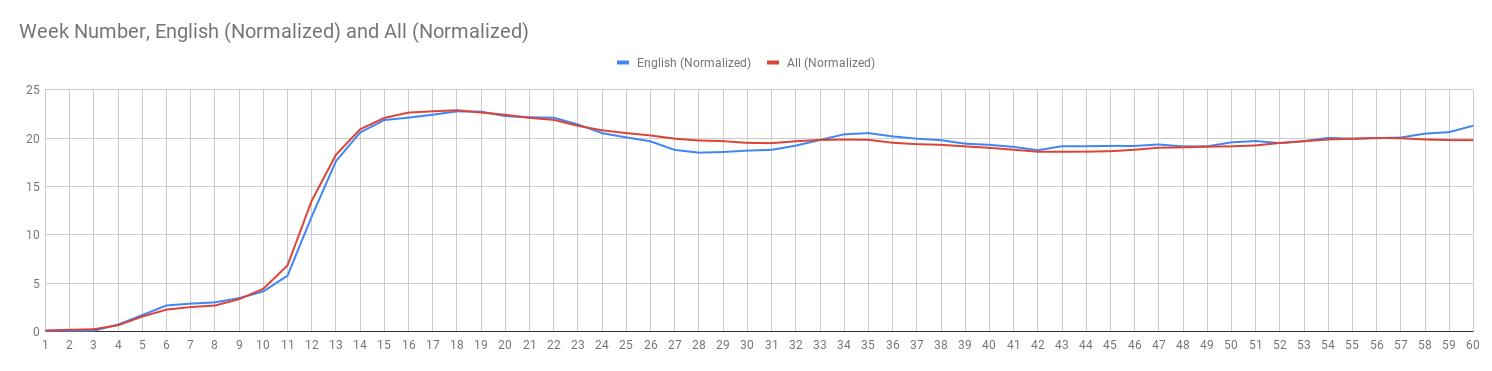 Week Number, English (Normalized) and All (Normalized)
English (Normalized) All (Normalized)
25
20
15
10
5
0
1 2 3 4 5 6 7 8 9 10 11 12 13 14 15 16 17 18 19 20 21 22 23 24 25 26 27 28 29 30 31 32 33 34 35 36 37 38 39 40 41 42 43 44 45 46 47 48 49 50 51 52 53 54 55 56 57 58 59 60